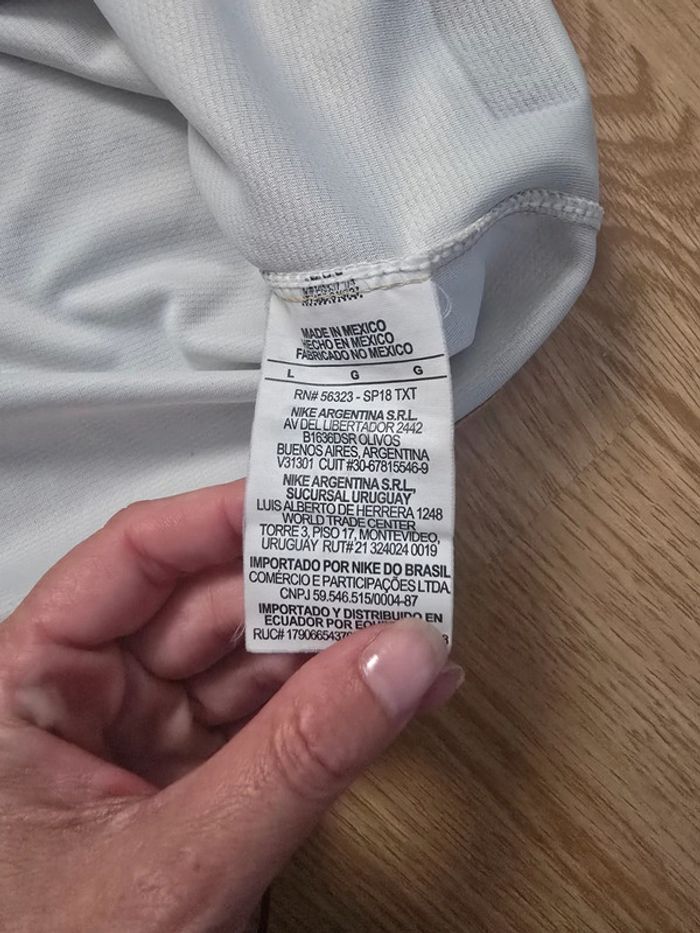 MADE IN MEXICO
HECHO EN MEXICO
FABRICADO NO MEXICO
L G G
RN# 56323 - SP18 TXT
NIKE ARGENTINA S.R.L.
AV DEL LIBERTADOR 2442
B1636DSR OLIVOS
BUENOS AIRES, ARGENTINA
V31301 CUIT #30-67815546-9
NIKE ARGENTINA S.R.L,
SUCURSAL URUGUAY
LUIS ALBERTO DE HERRERA 1248
WORLD TRADE CENTER
TORRE 3, PISO 17, MONTEVIDEO,
URUGUAY RUT# 21 324024 0019
IMPORTADO POR NIKE DO BRASIL
COMÉRCIO E PARTICIPAÇÕES LTDA.
CNPJ 59.546.515/0004-87
IMPORTADO Y DISTRIBUIDO EN
ECUADOR POR
RUC#